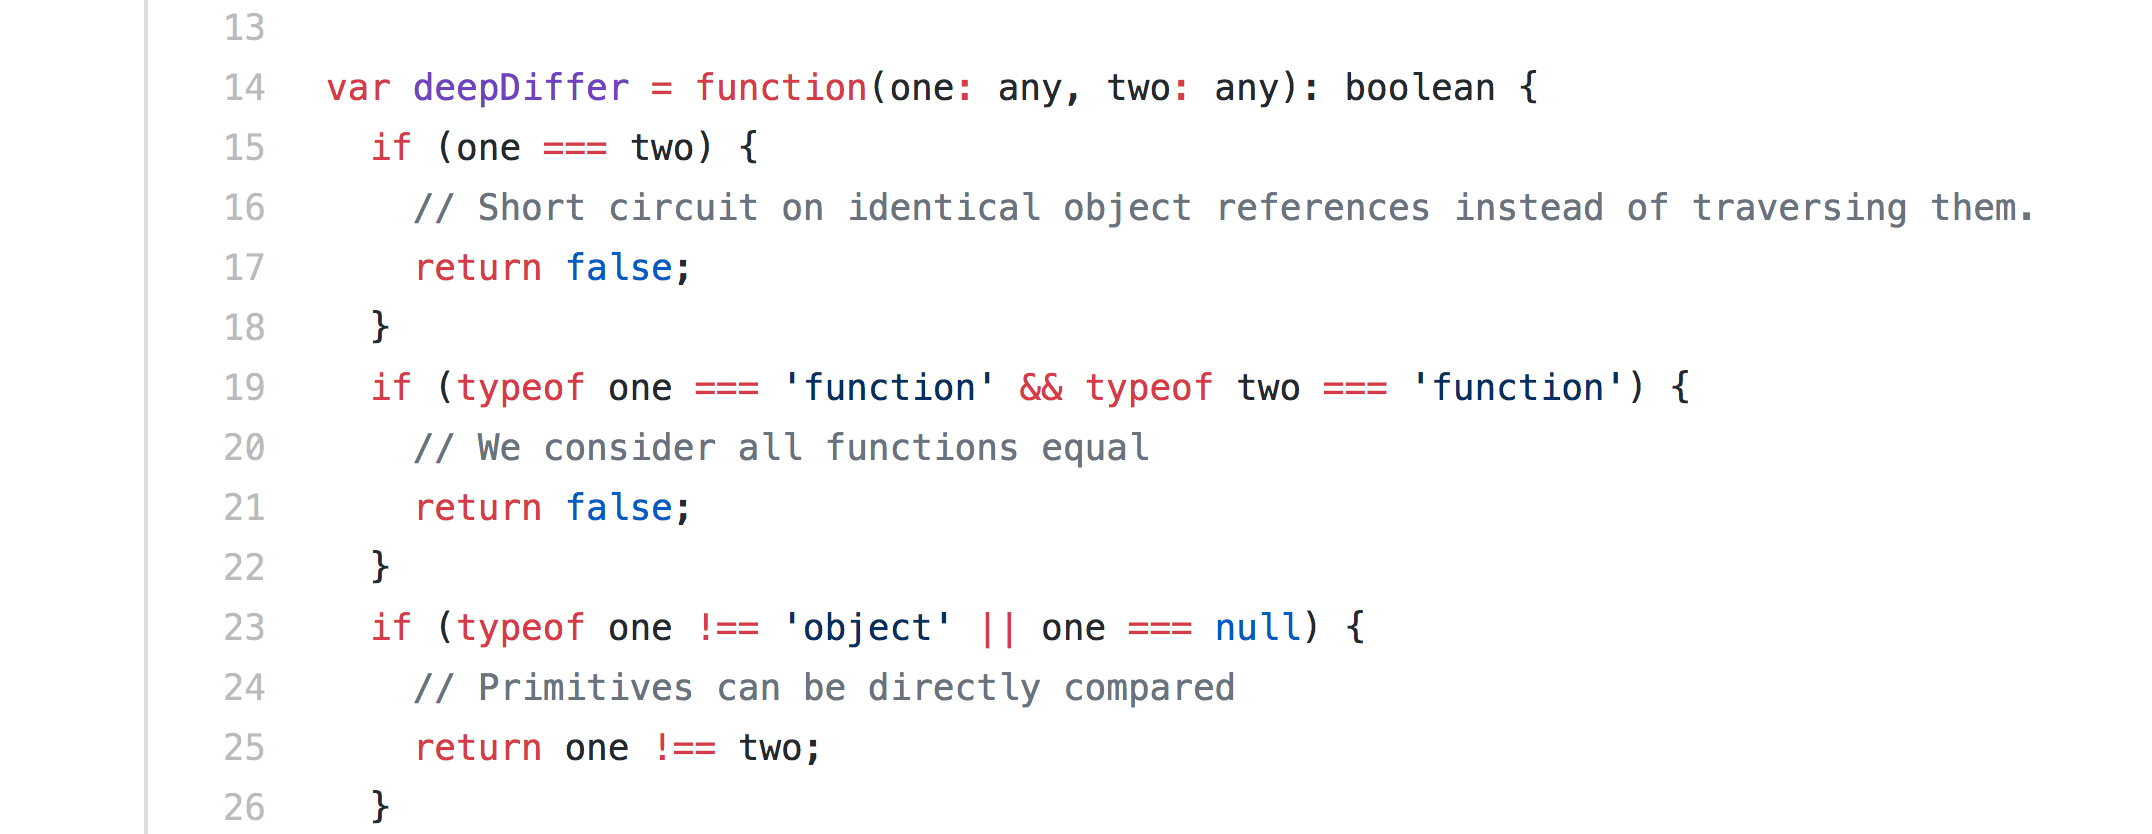 13
14 var deepDiffer = function(one: any, two: any): boolean {
15 if (one === two) {
16 // Short circuit on identical object references instead of traversing them.
17 return false;
18 }
19 if (typeof one === 'function' && typeof two === 'function') {
20 // We consider all functions equal
21 return false;
22 }
23 if (typeof one !== 'object' || one === null) {
24 // Primitives can be directly compared
25 return one !== two;
26 }